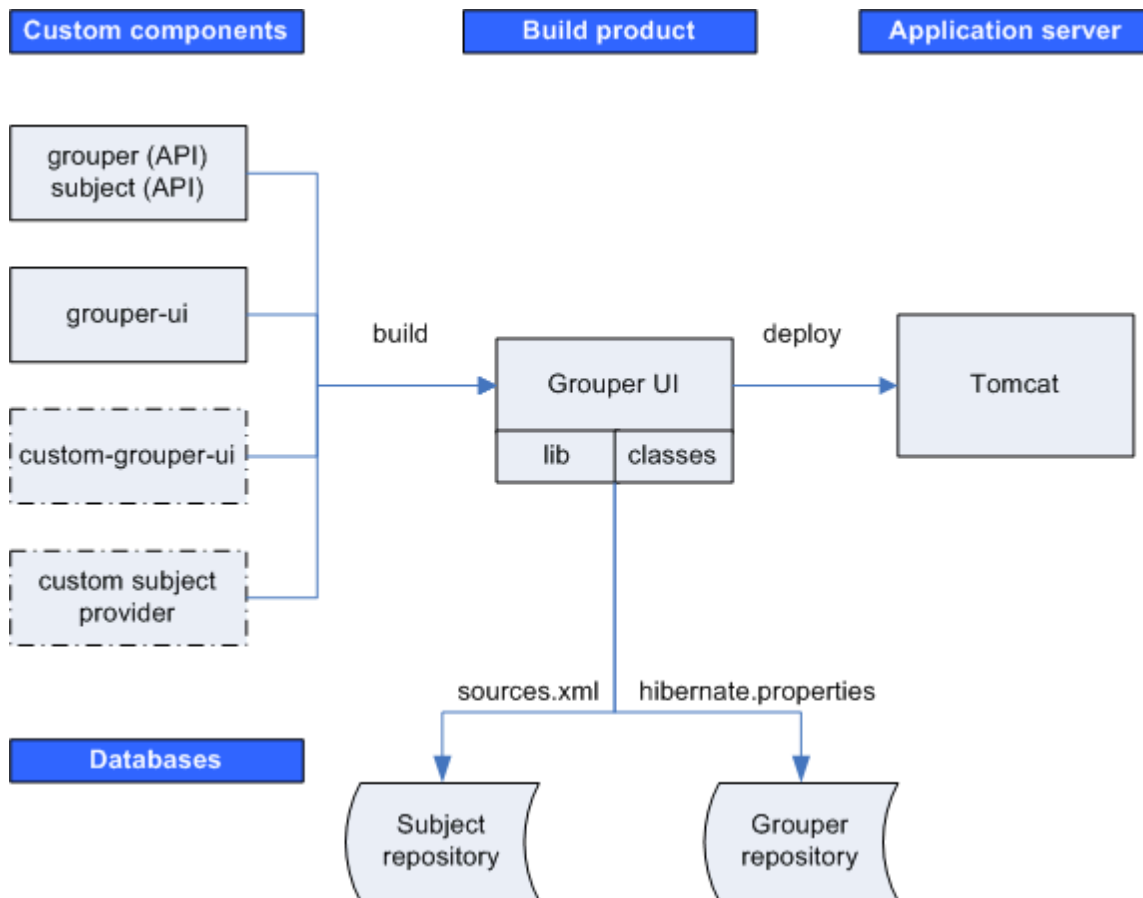 Custom components
Build product
Application server
grouper (API)
subject (API)
grouper-ui
build
deploy
Grouper UI
Tomcat
custom-grouper-ui
lib
classes
custom subject
provider
sources.xml
hibernate.properties
Databases
Subject
repository
Grouper
repository